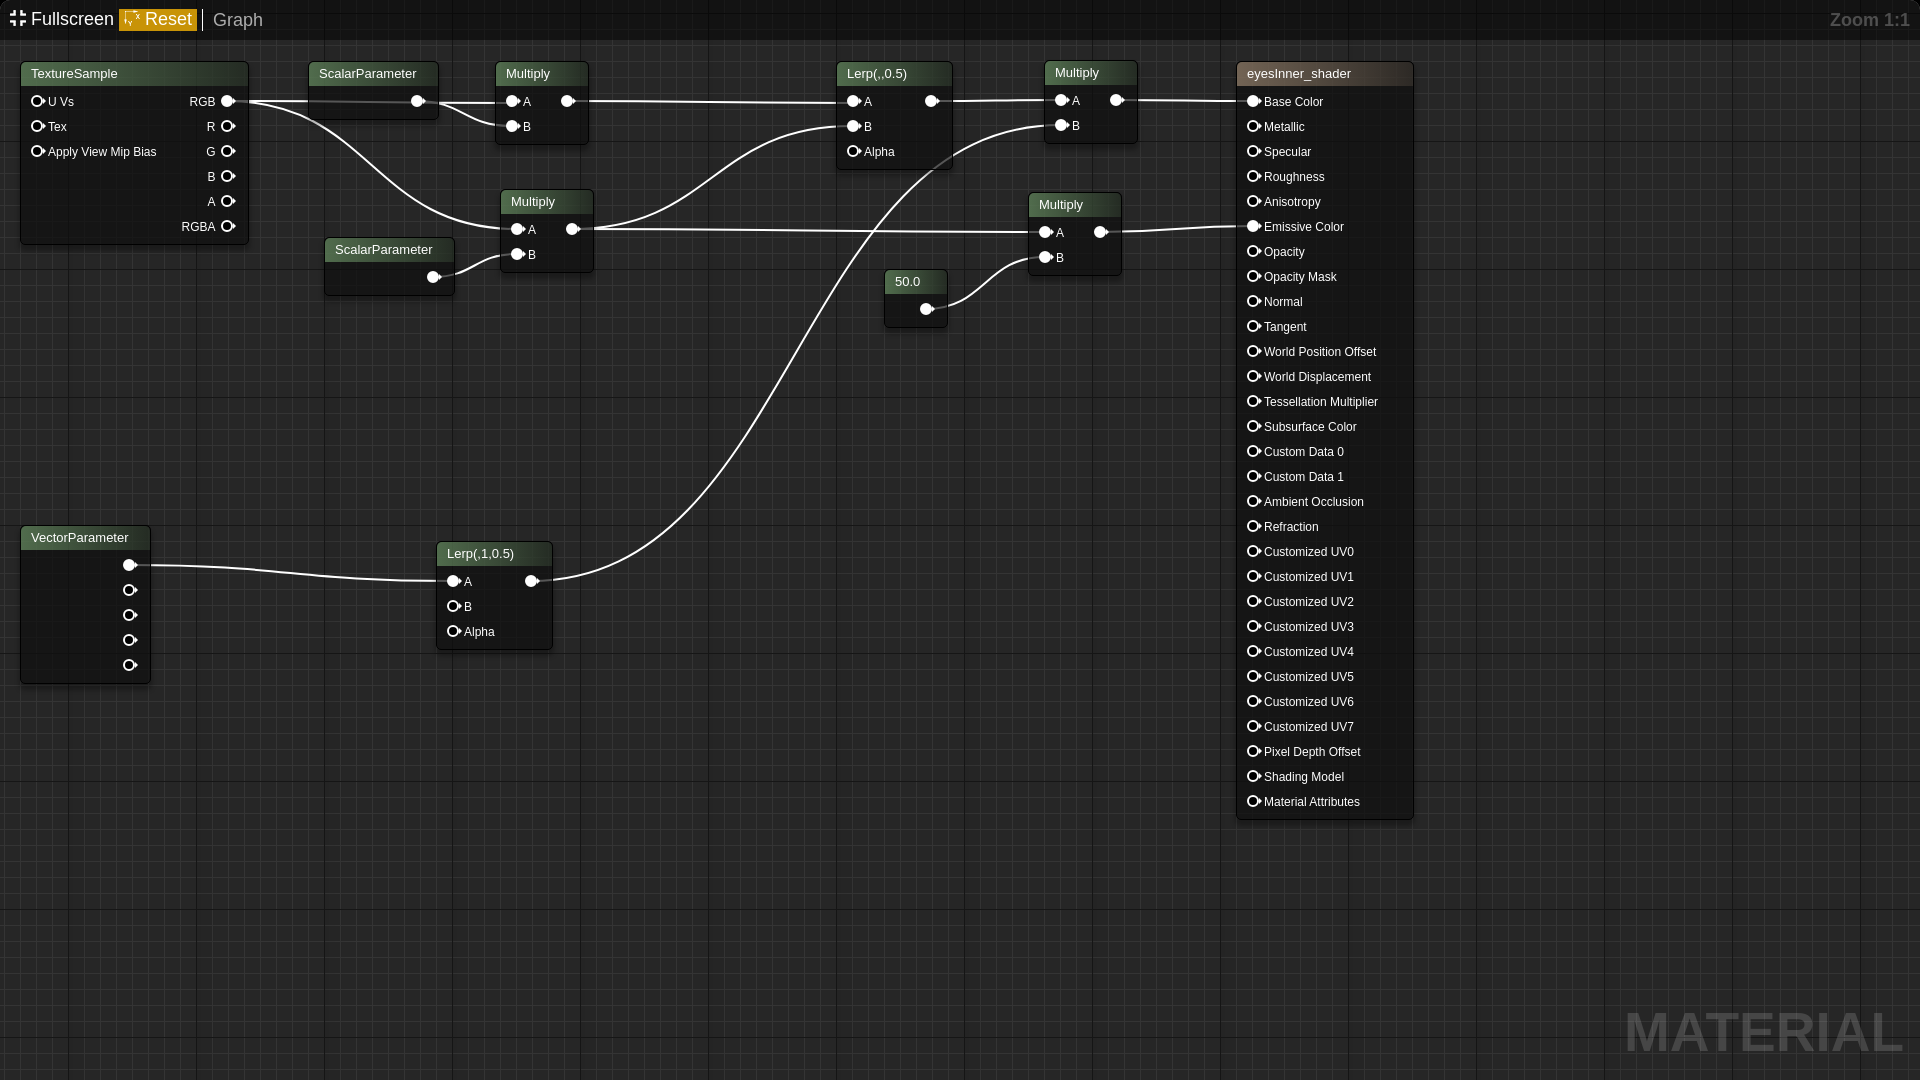 Fullscreen Reset Graph Zoom 1:1
TextureSample
U Vs RGB
Tex R
Apply View Mip Bias G
B
A
RGBA
ScalarParameter
Multiply
A
B
ScalarParameter
Multiply
A
B
Lerp(,,0.5)
A
B
Alpha
Multiply
A
B
Multiply
A
B
50.0
VectorParameter
Lerp(,1,0.5)
A
B
Alpha
eyesInner_shader
Base Color
Metallic
Specular
Roughness
Anisotropy
Emissive Color
Opacity
Opacity Mask
Normal
Tangent
World Position Offset
World Displacement
Tessellation Multiplier
Subsurface Color
Custom Data 0
Custom Data 1
Ambient Occlusion
Refraction
Customized UV0
Customized UV1
Customized UV2
Customized UV3
Customized UV4
Customized UV5
Customized UV6
Customized UV7
Pixel Depth Offset
Shading Model
Material Attributes
MATERIAL